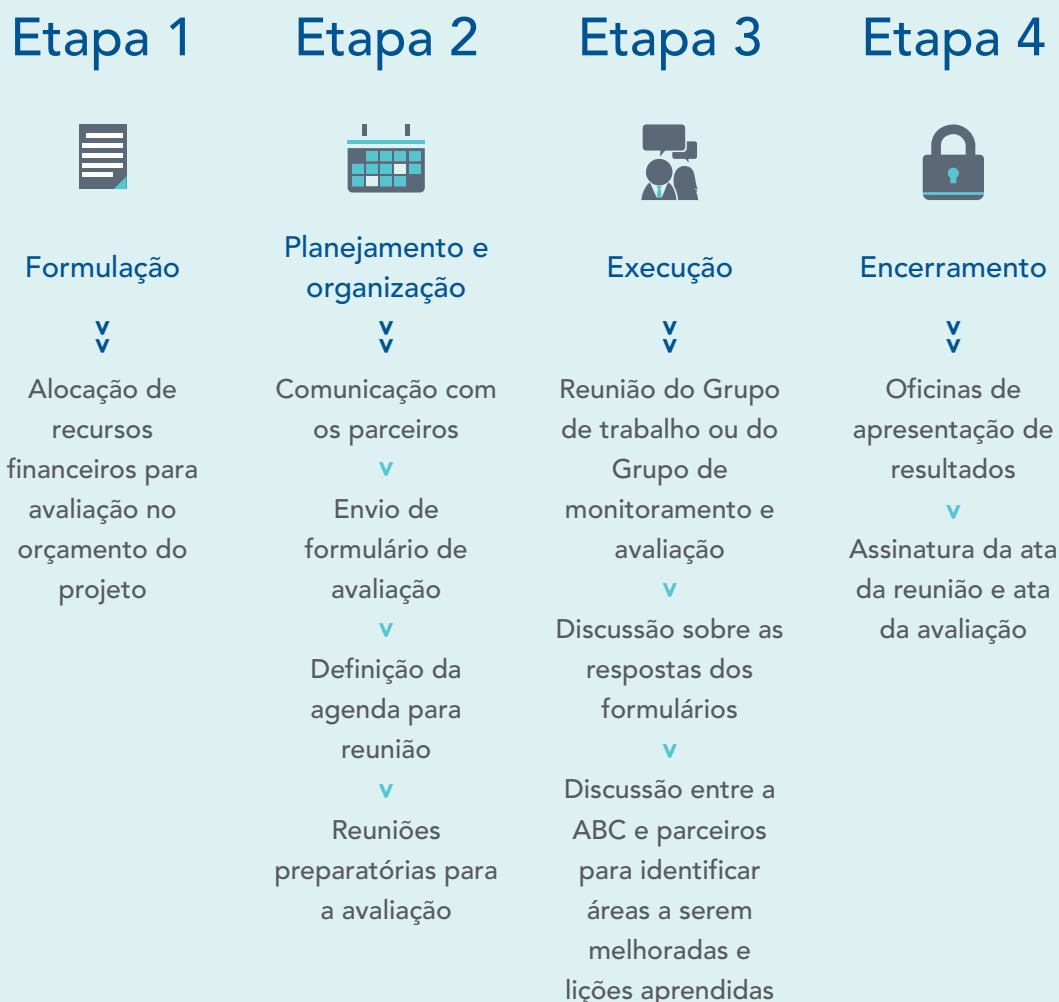 Etapa 1
Formulação
Alocação de
recursos
financeiros para
avaliação no
orçamento do
projeto
Etapa 2
Planejamento e
organização
Comunicação com
os parceiros
Envio de
formulário de
avaliação
Definição da
agenda para
reunião
Reuniões
preparatórias para
a avaliação
Etapa 3
Execução
Reunião do Grupo
de trabalho ou do
Grupo de
monitoramento e
avaliação
Discussão sobre as
respostas dos
formulários
Discussão entre a
ABC e parceiros
para identificar
áreas a serem
melhoradas e
lições aprendidas
Etapa 4
Encerramento
Oficinas de
apresentação de
resultados
Assinatura da ata
da reunião e ata
da avaliação